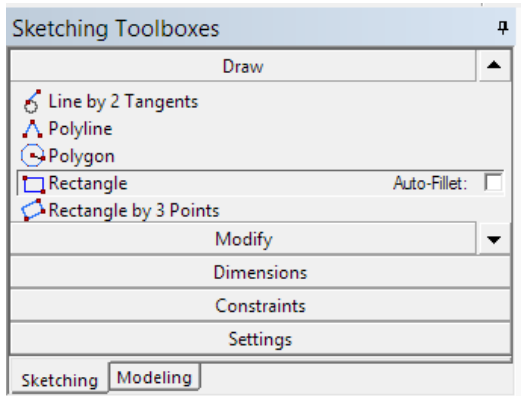 Sketching Toolboxes
Draw
Line by 2 Tangents
Polyline
Polygon
Rectangle Auto-Fillet:
Rectangle by 3 Points
Modify
Dimensions
Constraints
Settings
Sketching Modeling